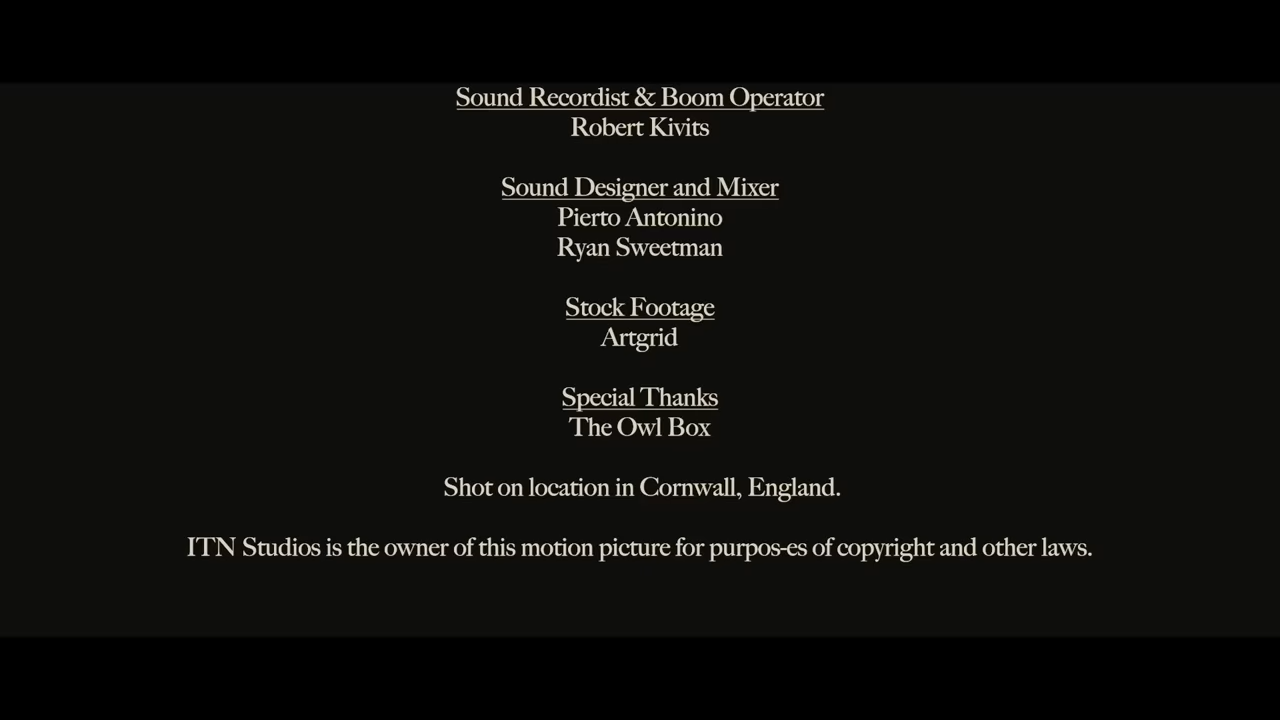 Sound Recordist & Boom Operator
Robert Kivits
Sound Designer and Mixer
Pierto Antonino
Ryan Sweetman
Stock Footage
Artgrid
Special Thanks
The Owl Box
Shot on location in Cornwall, England.
ITN Studios is the owner of this motion picture for purpos-es of copyright and other laws.